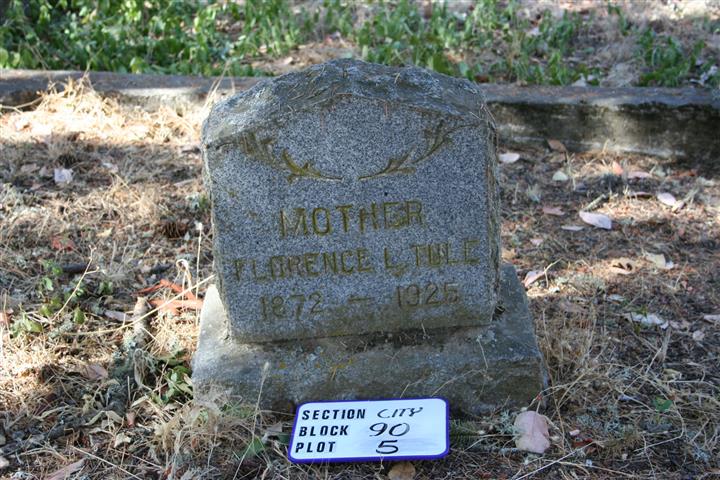 MOTHER
FLORENCE L. TULE
1872 — 1925
SECTION CITY
BLOCK 90
PLOT 5